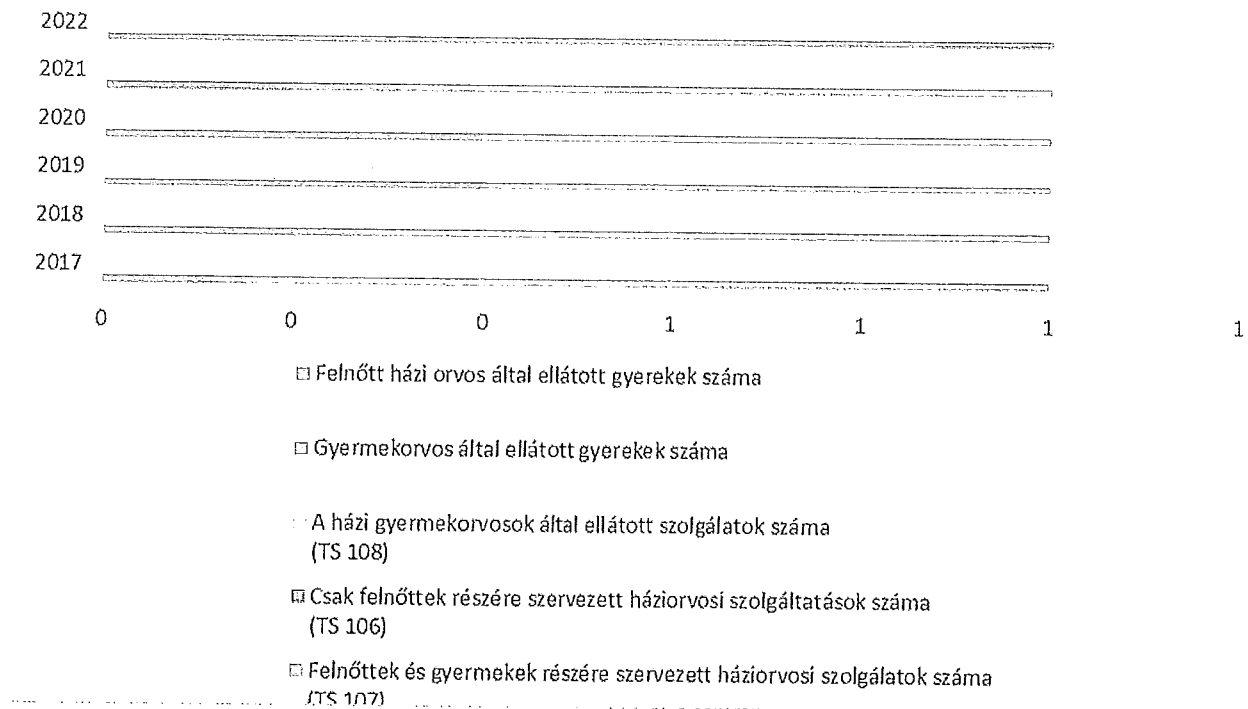 2022
2021
2020
2019
2018
2017
0 0 0 1 1 1 1
Felnőtt házi orvos által ellátott gyerekek száma
Gyermekorvos által ellátott gyerekek száma
A házi gyermekorvosok által ellátott szolgálatok száma
(TS 108)
Csak felnőttek részére szervezett háziorvosi szolgáltatások száma
(TS 106)
Felnőttek és gyermekek részére szervezett háziorvosi szolgálatok száma
(TS 107)